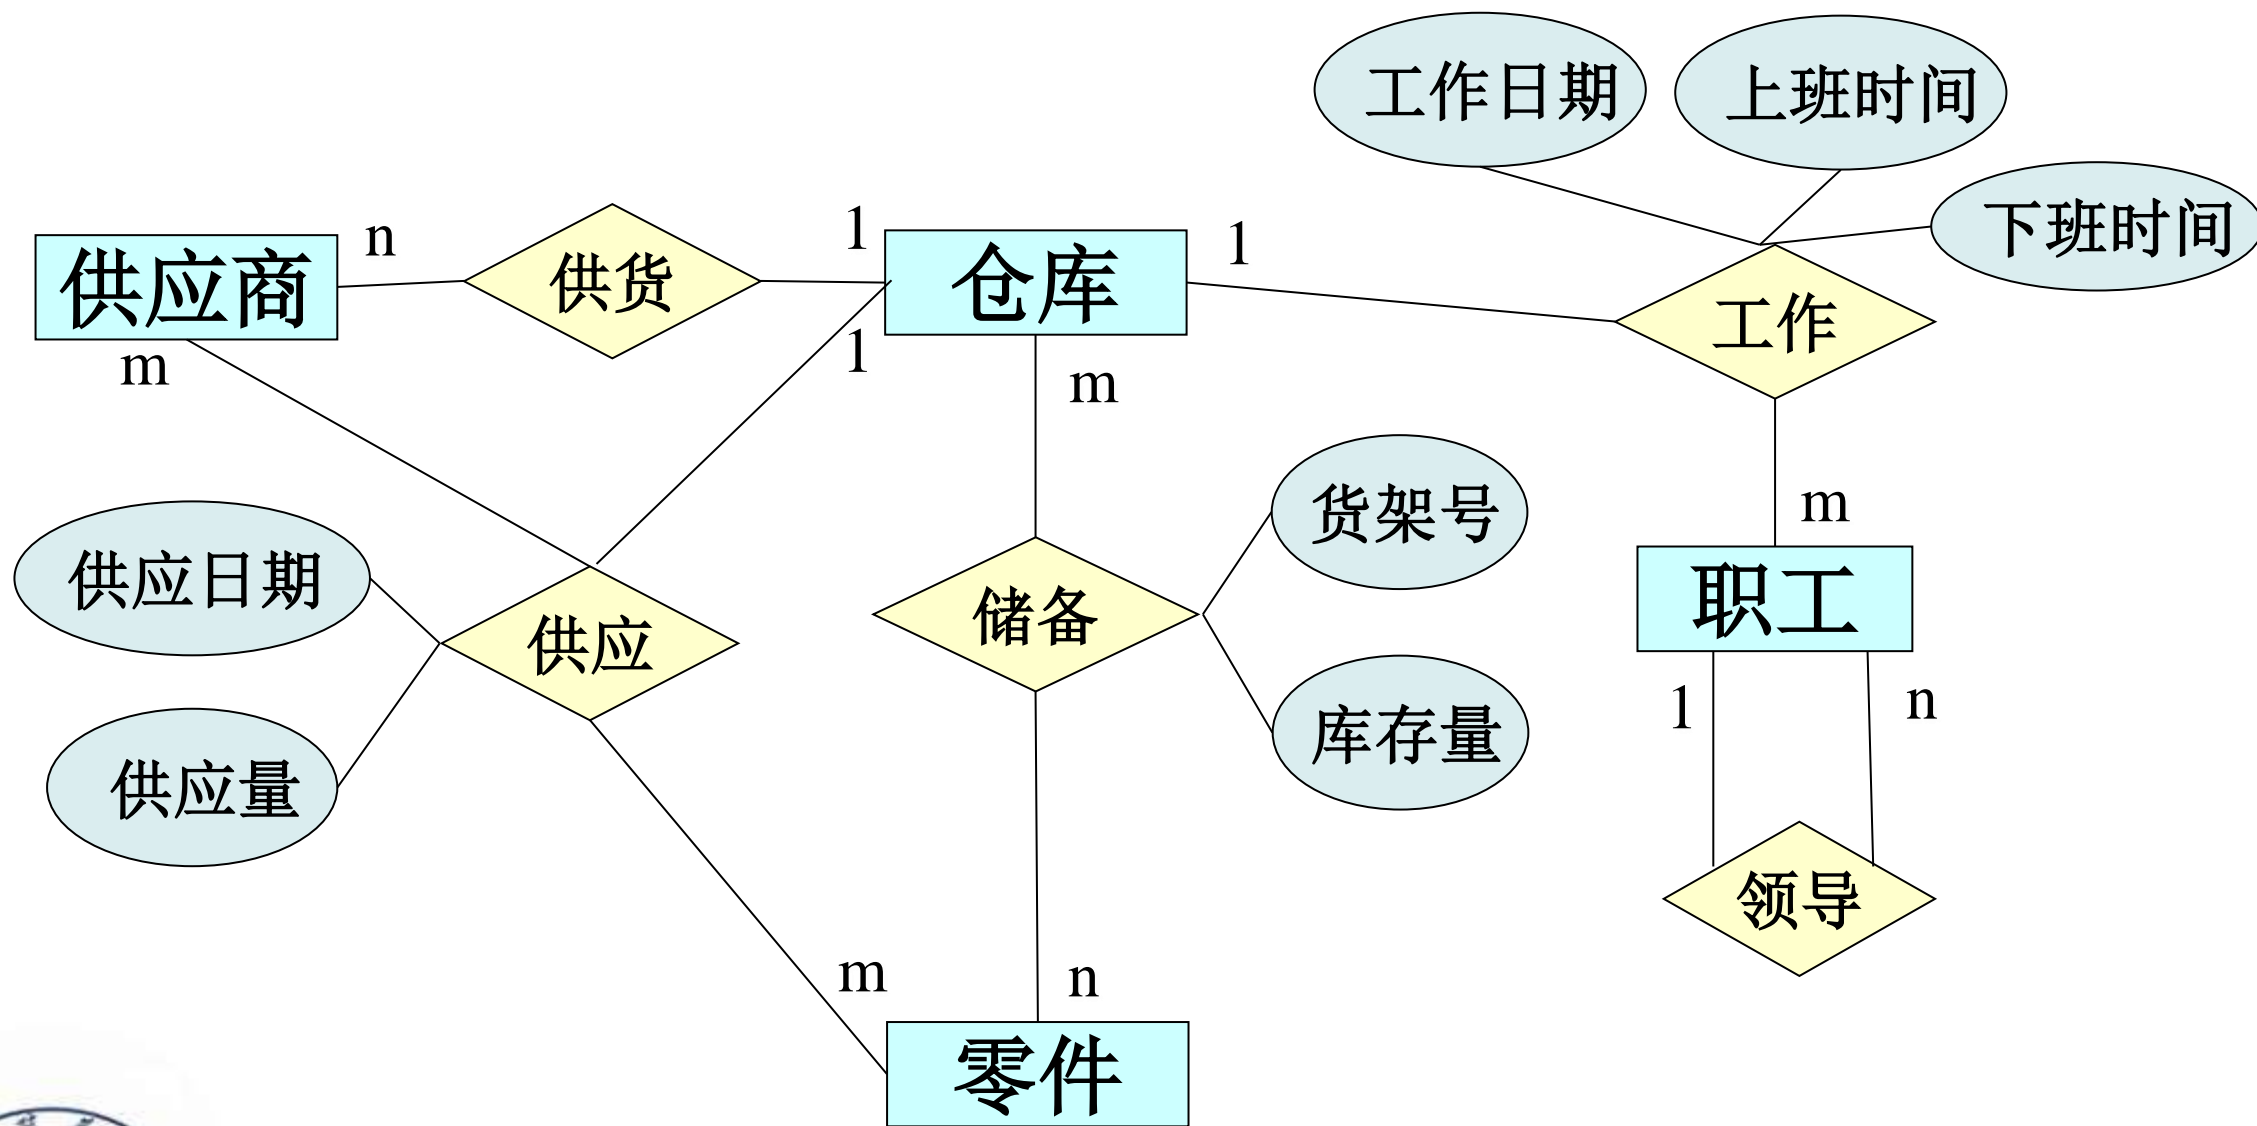 工作日期
上班时间
下班时间
供应商
n
供货
1
仓库
1
工作
m
1
m
m
供应日期
供应
供应量
储备
货架号
库存量
职工
1
n
领导
m
n
零件